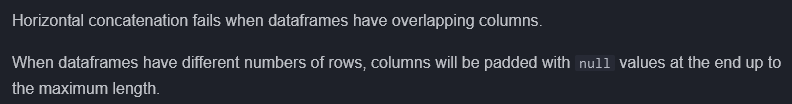 Horizontal concatenation fails when dataframes have overlapping columns.
When dataframes have different numbers of rows, columns will be padded with null values at the end up to
the maximum length.